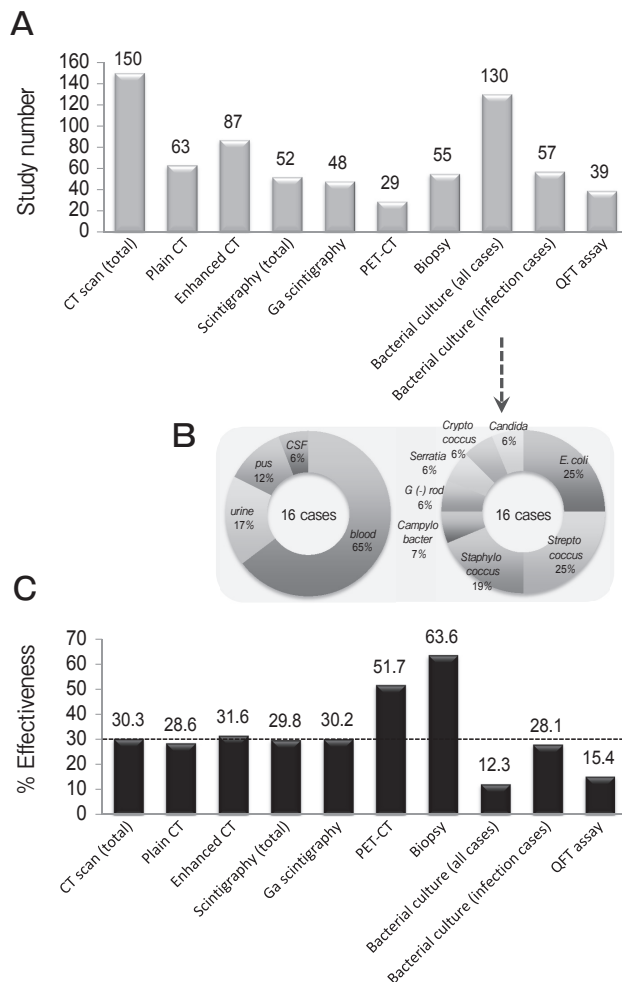 A
Study number
160
140
120
100
80
60
40
20
0
150
63
87
52
48
29
55
130
57
39
CT scan (total)
Plain CT
Enhanced CT
Scintigraphy (total)
Ga scintigraphy
PET-CT
Biopsy
Bacterial culture (all cases)
Bacterial culture (infection cases)
QFT assay
B
CSF
6%
pus
12%
urine
17%
blood
65%
16 cases
Crypto
coccus
6%
Candida
6%
Serratia
6%
G (-) rod
6%
Campylo
bacter
7%
Staphylo
coccus
19%
Strepto
coccus
25%
E. coli
25%
16 cases
C
% Effectiveness
70
60
50
40
30
20
10
0
30.3
28.6
31.6
29.8
30.2
51.7
63.6
12.3
28.1
15.4
CT scan (total)
Plain CT
Enhanced CT
Scintigraphy (total)
Ga scintigraphy
PET-CT
Biopsy
Bacterial culture (all cases)
Bacterial culture (infection cases)
QFT assay